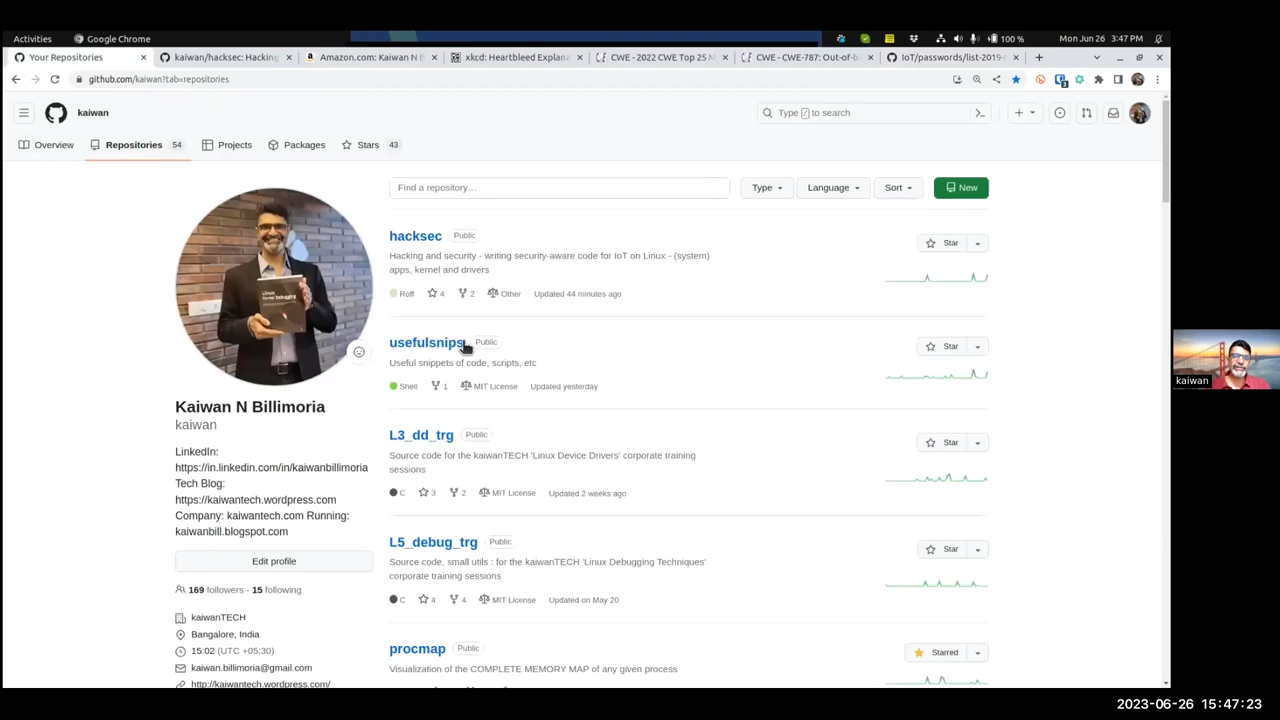 Activities
Google Chrome
100 %
Mon Jun 26 3:47 PM
Your Repositories
kaiwan/hacksec: Hacking
Amazon.com: Kaiwan N B
xkcd: Heartbleed Explana
CWE - 2022 CWE Top 25 M
CWE - CWE-787: Out-of-b
IoT/passwords/list-2019-
github.com/kaiwan?tab=repositories
kaiwan
Type / to search
Overview
Repositories 54
Projects
Packages
Stars 43
Find a repository…
Type
Language
Sort
New
hacksec Public
Star
Hacking and security - writing security-aware code for IoT on Linux - (system)
apps, kernel and drivers
Roff 4 2 Other Updated 44 minutes ago
usefulsnips Public
Star
Useful snippets of code, scripts, etc
Shell 1 MIT License Updated yesterday
L3_dd_trg Public
Star
Source code for the kaiwanTECH 'Linux Device Drivers' corporate training
sessions
C 3 2 MIT License Updated 2 weeks ago
L5_debug_trg Public
Star
Source code, small utils : for the kaiwanTECH 'Linux Debugging Techniques'
corporate training sessions
C 4 4 MIT License Updated on May 20
procmap Public
Starred
Visualization of the COMPLETE MEMORY MAP of any given process
Linux
Kernel Debugging
Kaiwan N Billimoria
kaiwan
LinkedIn:
https://in.linkedin.com/in/kaiwanbillimoria
Tech Blog:
https://kaiwantech.wordpress.com
Company: kaiwantech.com Running:
kaiwanbill.blogspot.com
Edit profile
169 followers · 15 following
kaiwanTECH
Bangalore, India
15:02 (UTC +05:30)
kaiwan.billimoria@gmail.com
http://kaiwantech.wordpress.com/
kaiwan
2023-06-26 15:47:23